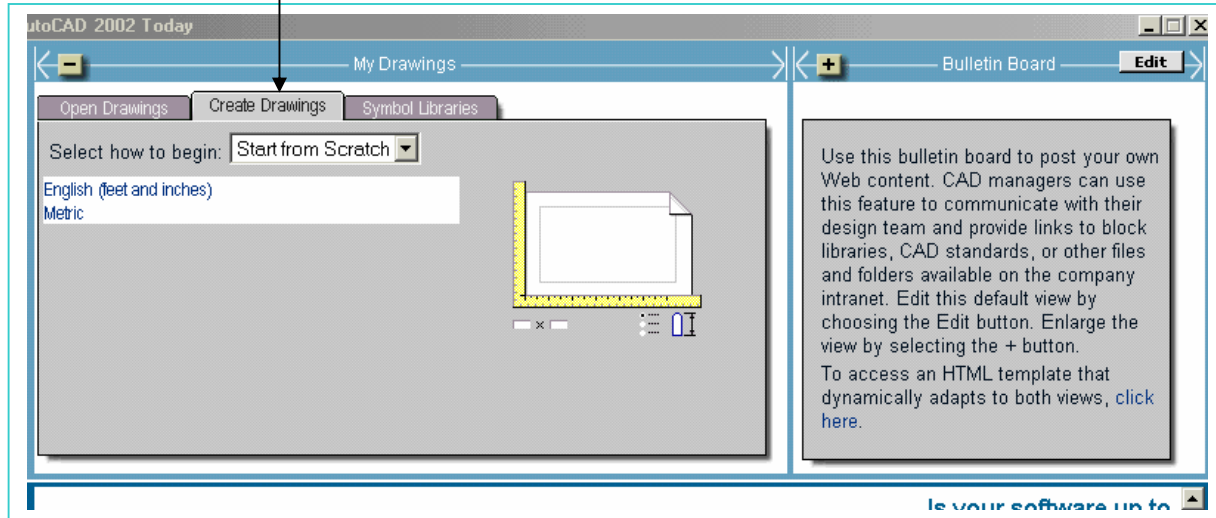 utoCAD 2002 Today
My Drawings
Bulletin Board
Edit
Open Drawings
Create Drawings
Symbol Libraries
Select how to begin: Start from Scratch
English (feet and inches)
Metric
Use this bulletin board to post your own
Web content. CAD managers can use
this feature to communicate with their
design team and provide links to block
libraries, CAD standards, or other files
and folders available on the company
intranet. Edit this default view by
choosing the Edit button. Enlarge the
view by selecting the + button.
To access an HTML template that
dynamically adapts to both views, click
here.
Is your software up to